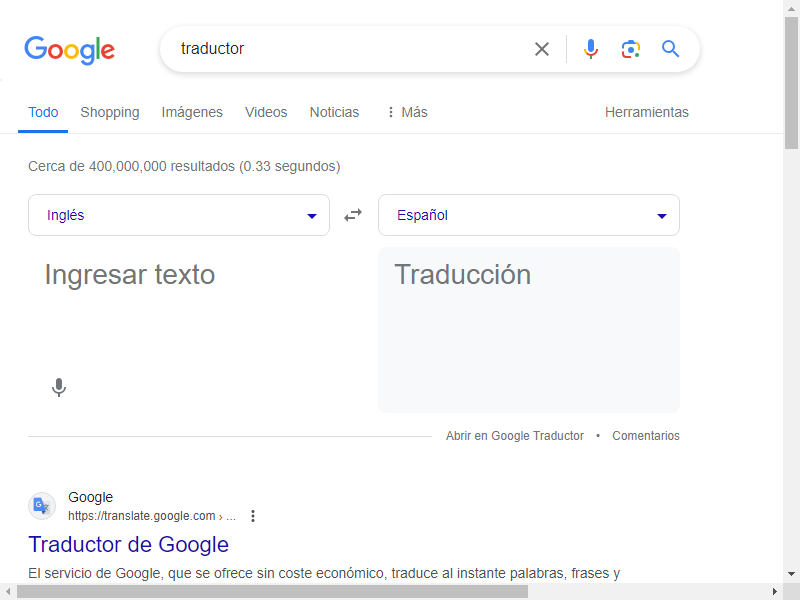 Google
traductor
Todo
Shopping
Imágenes
Videos
Noticias
Más
Herramientas
Cerca de 400,000,000 resultados (0.33 segundos)
Inglés
Español
Ingresar texto
Traducción
Abrir en Google Traductor • Comentarios
Google
https://translate.google.com › ...
Traductor de Google
El servicio de Google, que se ofrece sin coste económico, traduce al instante palabras, frases y